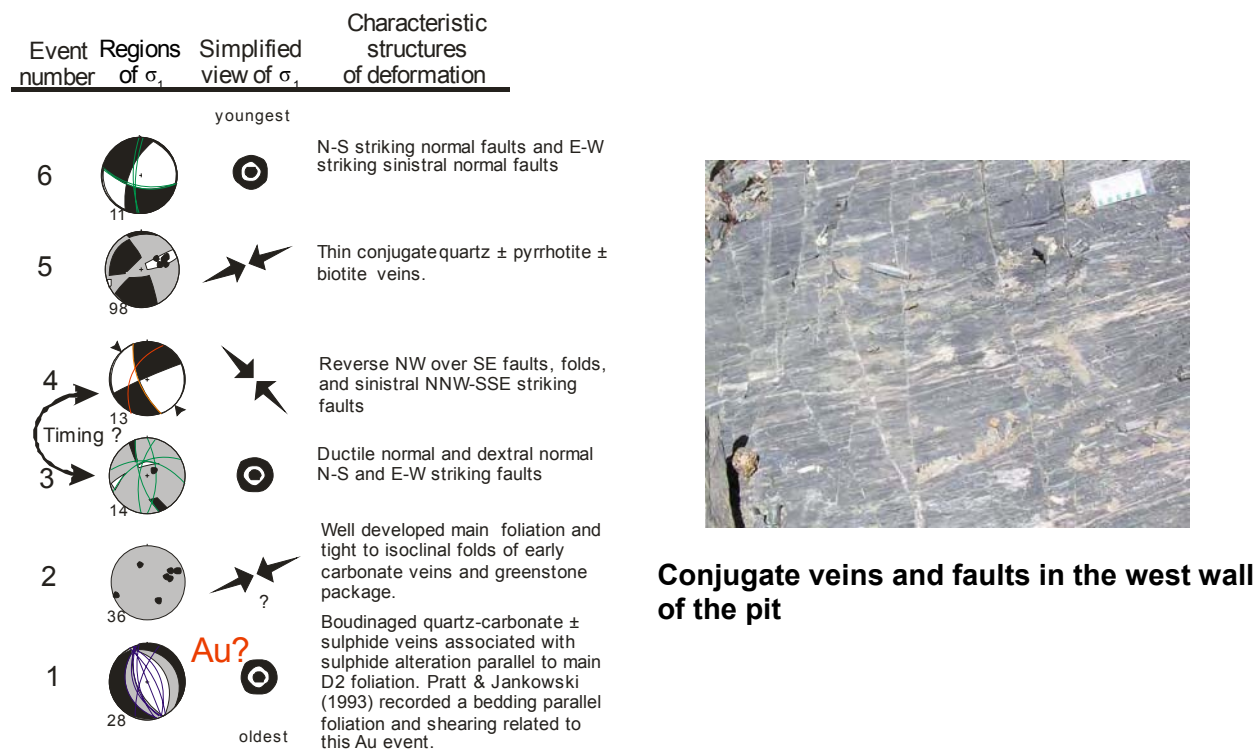 Event number
Regions of σ1
Simplified view of σ1
Characteristic structures of deformation
youngest
6
11
N-S striking normal faults and E-W
striking sinistral normal faults
5
98
Thin conjugate quartz ± pyrrhotite ±
biotite veins.
4
13
Reverse NW over SE faults, folds,
and sinistral NNW-SSE striking
faults
Timing ?
3
14
Ductile normal and dextral normal
N-S and E-W striking faults
2
36
?
Well developed main foliation and
tight to isoclinal folds of early
carbonate veins and greenstone
package.
1
28
Au?
Boudinaged quartz-carbonate ±
sulphide veins associated with
sulphide alteration parallel to main
D2 foliation. Pratt & Jankowski
(1993) recorded a bedding parallel
foliation and shearing related to
this Au event.
oldest
Conjugate veins and faults in the west wall
of the pit